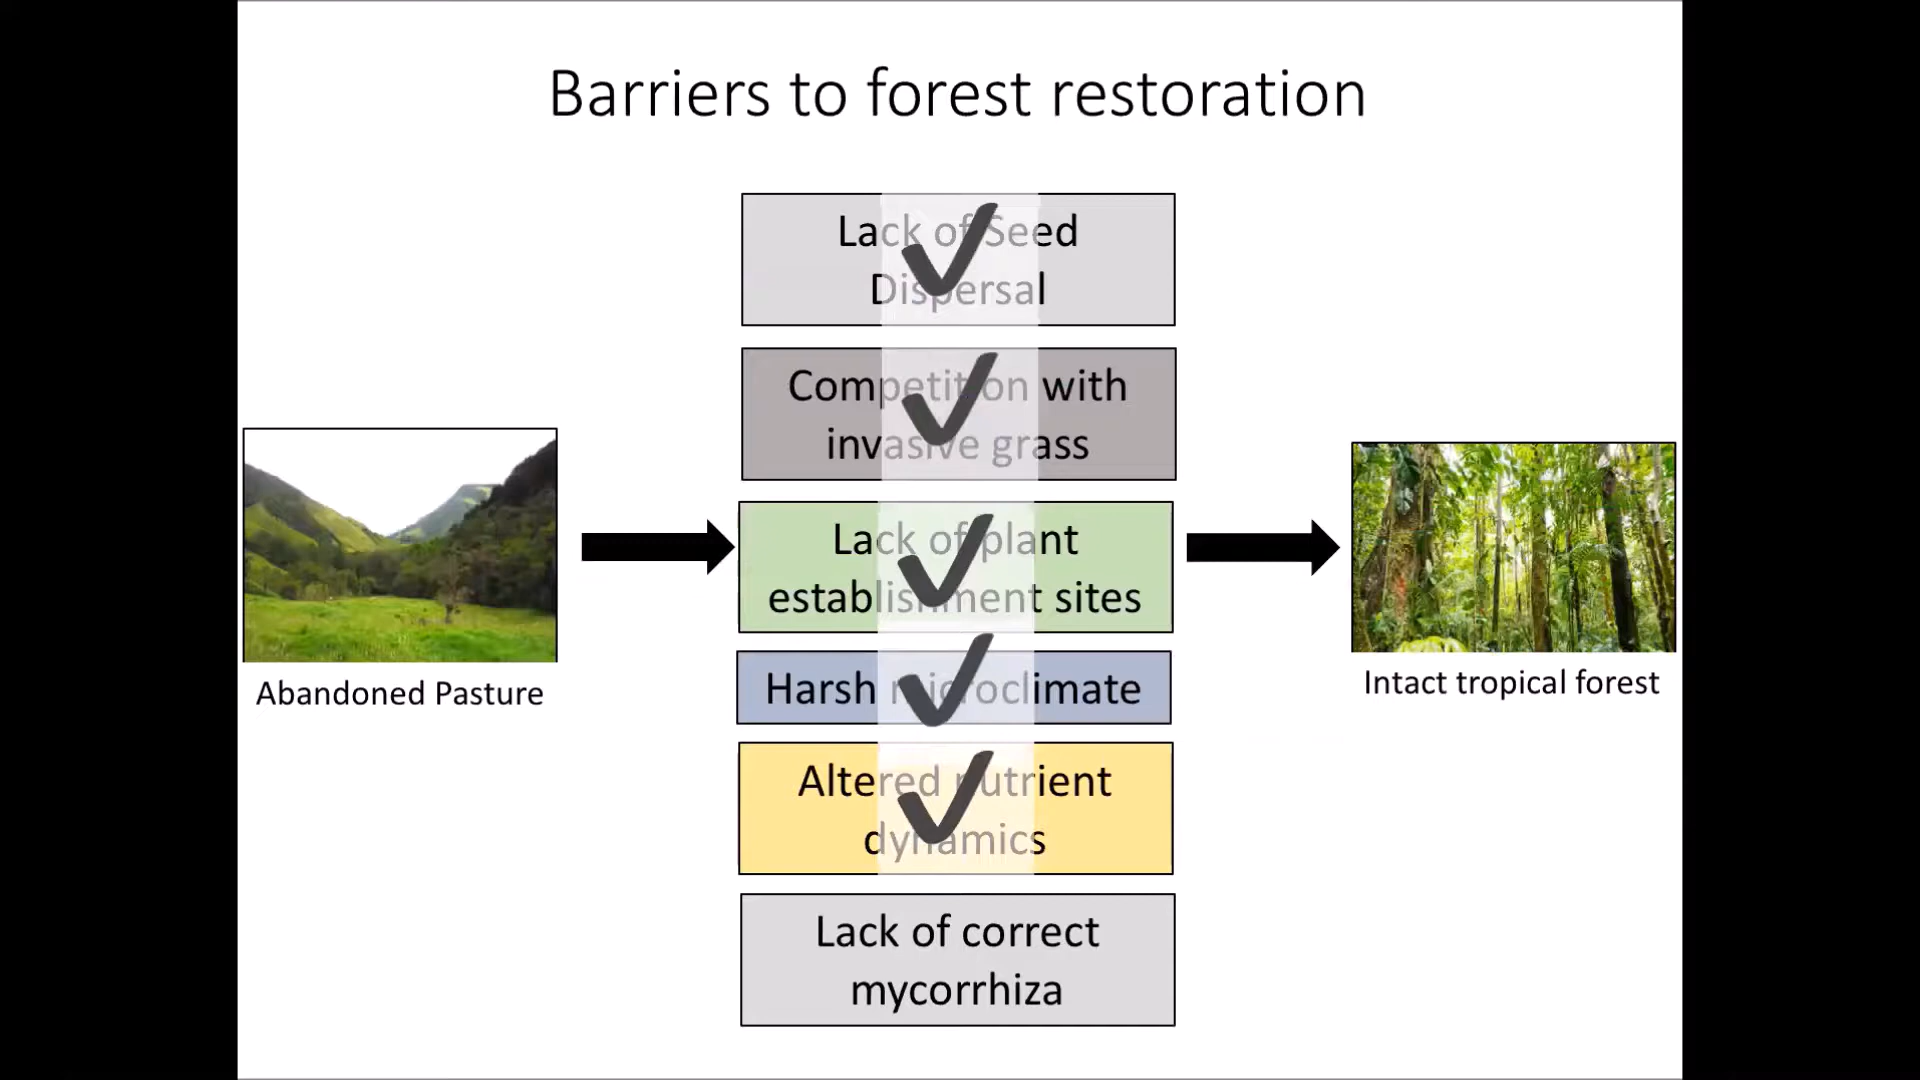 Barriers to forest restoration
Lack of Seed
Dispersal
Competition with
invasive grass
Lack of plant
establishment sites
Harsh microclimate
Altered nutrient
dynamics
Lack of correct
mycorrhiza
Abandoned Pasture
Intact tropical forest